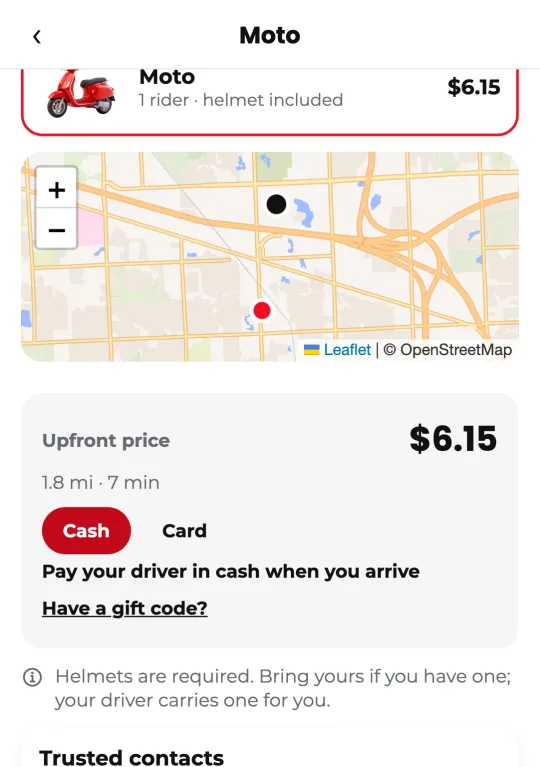 Moto
Moto
1 rider · helmet included
$6.15
+
−
Leaflet | © OpenStreetMap
Upfront price
$6.15
1.8 mi · 7 min
Cash
Card
Pay your driver in cash when you arrive
Have a gift code?
Helmets are required. Bring yours if you have one;
your driver carries one for you.
Trusted contacts